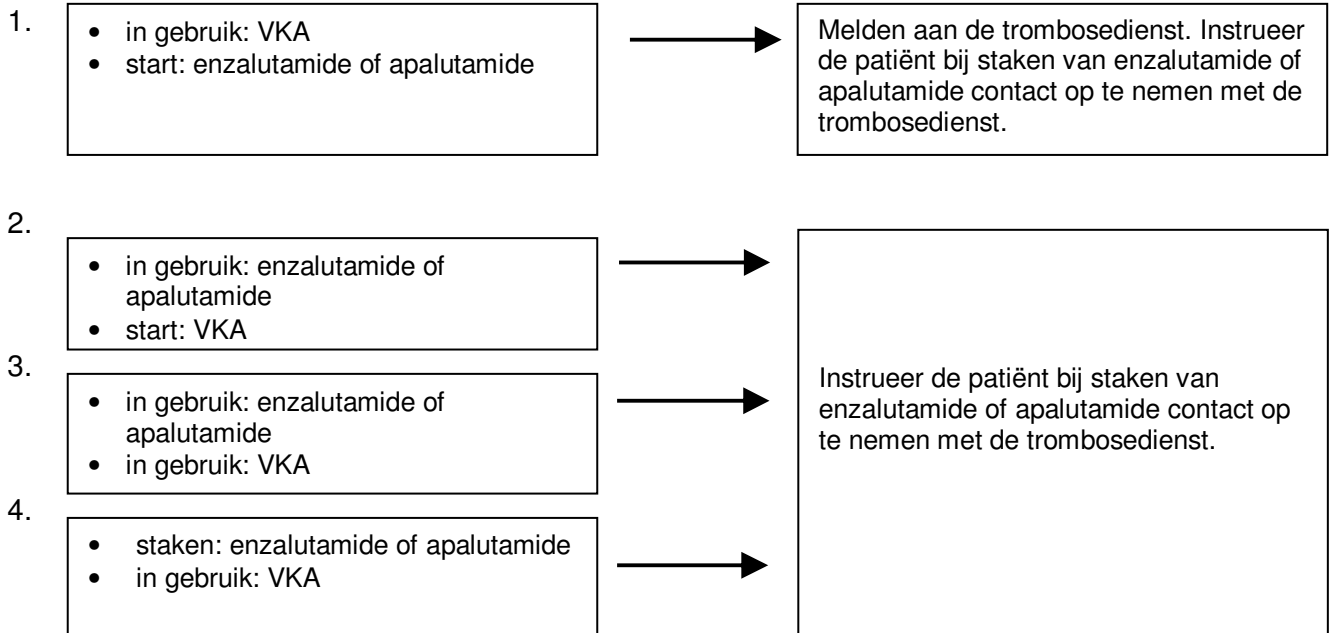 1.
• in gebruik: VKA
• start: enzalutamide of apalutamide
Melden aan de trombosedienst. Instrueer
de patiënt bij staken van enzalutamide of
apalutamide contact op te nemen met de
trombosedienst.
2.
• in gebruik: enzalutamide of
apalutamide
• start: VKA
3.
• in gebruik: enzalutamide of
apalutamide
• in gebruik: VKA
4.
• staken: enzalutamide of apalutamide
• in gebruik: VKA
Instrueer de patiënt bij staken van
enzalutamide of apalutamide contact op
te nemen met de trombosedienst.